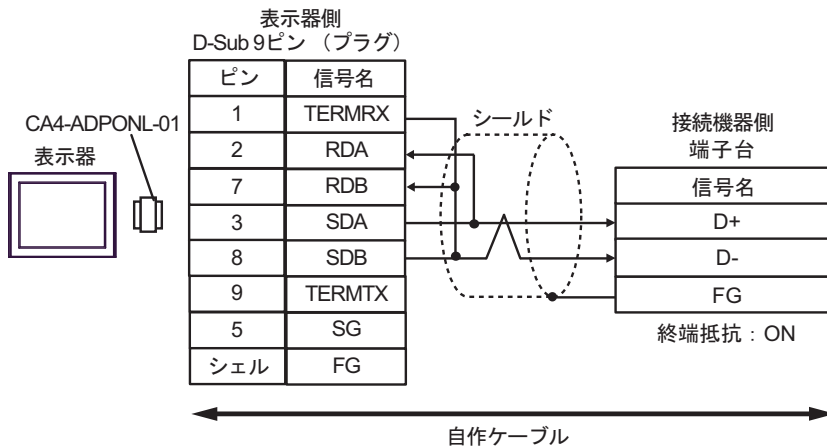 表示器側
D-Sub 9ピン （プラグ）
ピン 信号名
1 TERMRX
2 RDA
7 RDB
3 SDA
8 SDB
9 TERMTX
5 SG
シェル FG
CA4-ADPONL-01
表示器
シールド
接続機器側
端子台
信号名
D+
D-
FG
終端抵抗：ON
自作ケーブル